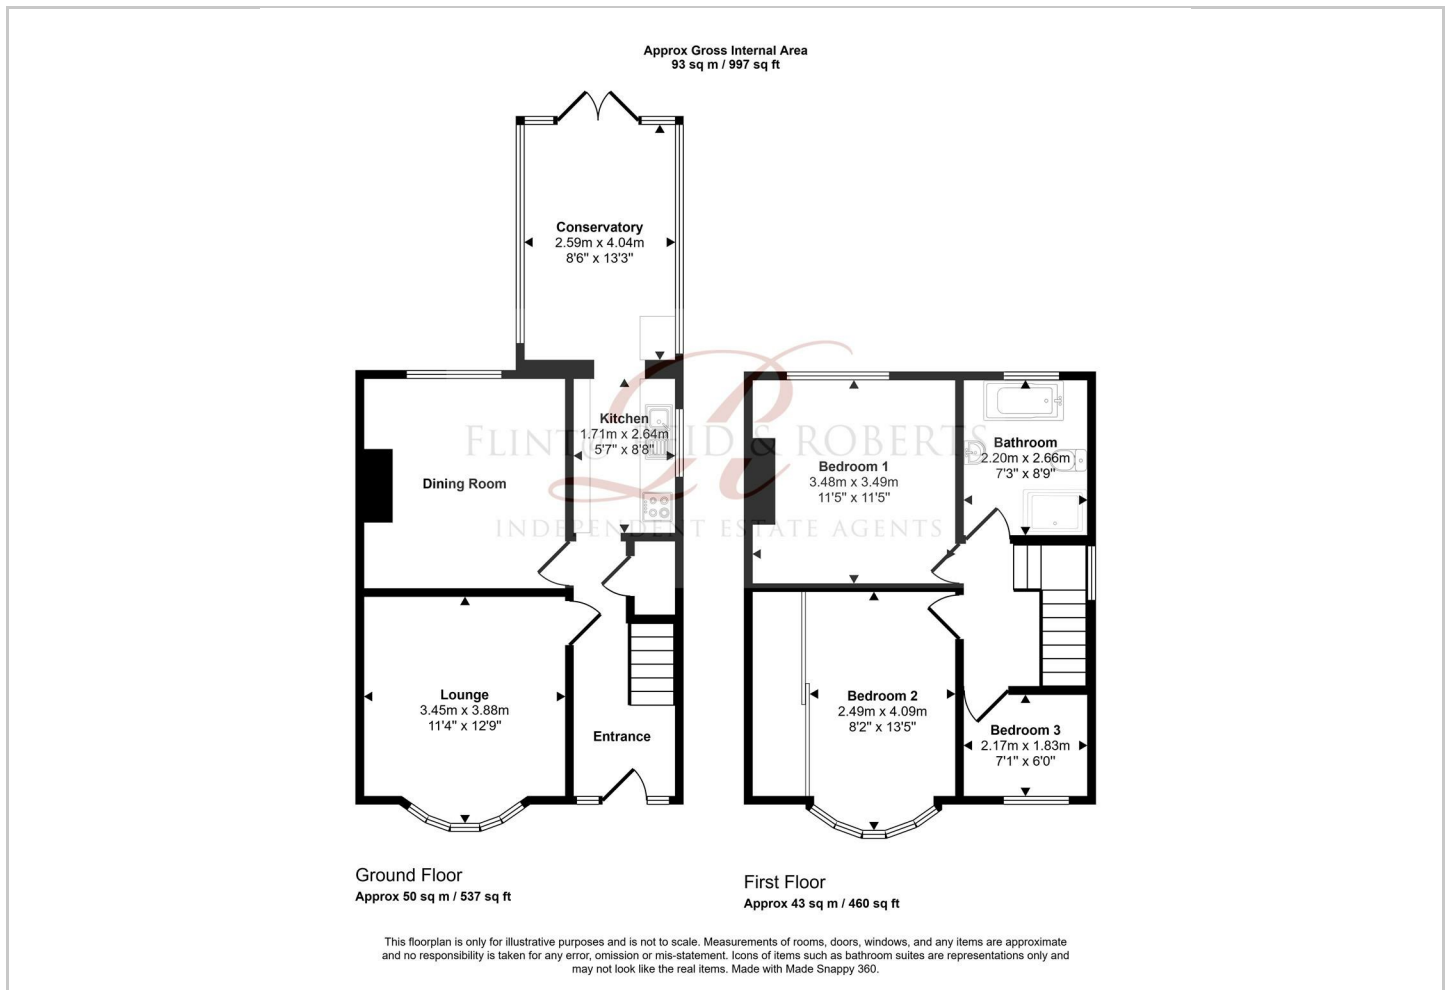 Approx Gross Internal Area
93 sq m / 997 sq ft
Conservatory
2.59m x 4.04m
8'6" x 13'3"
Kitchen
1.71m x 2.64m
5'7" x 8'8"
Dining Room
Lounge
3.45m x 3.88m
11'4" x 12'9"
Entrance
Bedroom 1
3.48m x 3.49m
11'5" x 11'5"
Bathroom
2.20m x 2.66m
7'3" x 8'9"
Bedroom 2
2.49m x 4.09m
8'2" x 13'5"
Bedroom 3
2.17m x 1.83m
7'1" x 6'0"
& ROBERTS
INDEPENDENT ESTATE AGENTS
Ground Floor
Approx 50 sq m / 537 sq ft
First Floor
Approx 43 sq m / 460 sq ft
This floorplan is only for illustrative purposes and is not to scale. Measurements of rooms, doors, windows, and any items are approximate
and no responsibility is taken for any error, omission or mis-statement. Icons of items such as bathroom suites are representations only and
may not look like the real items. Made with Made Snappy 360.